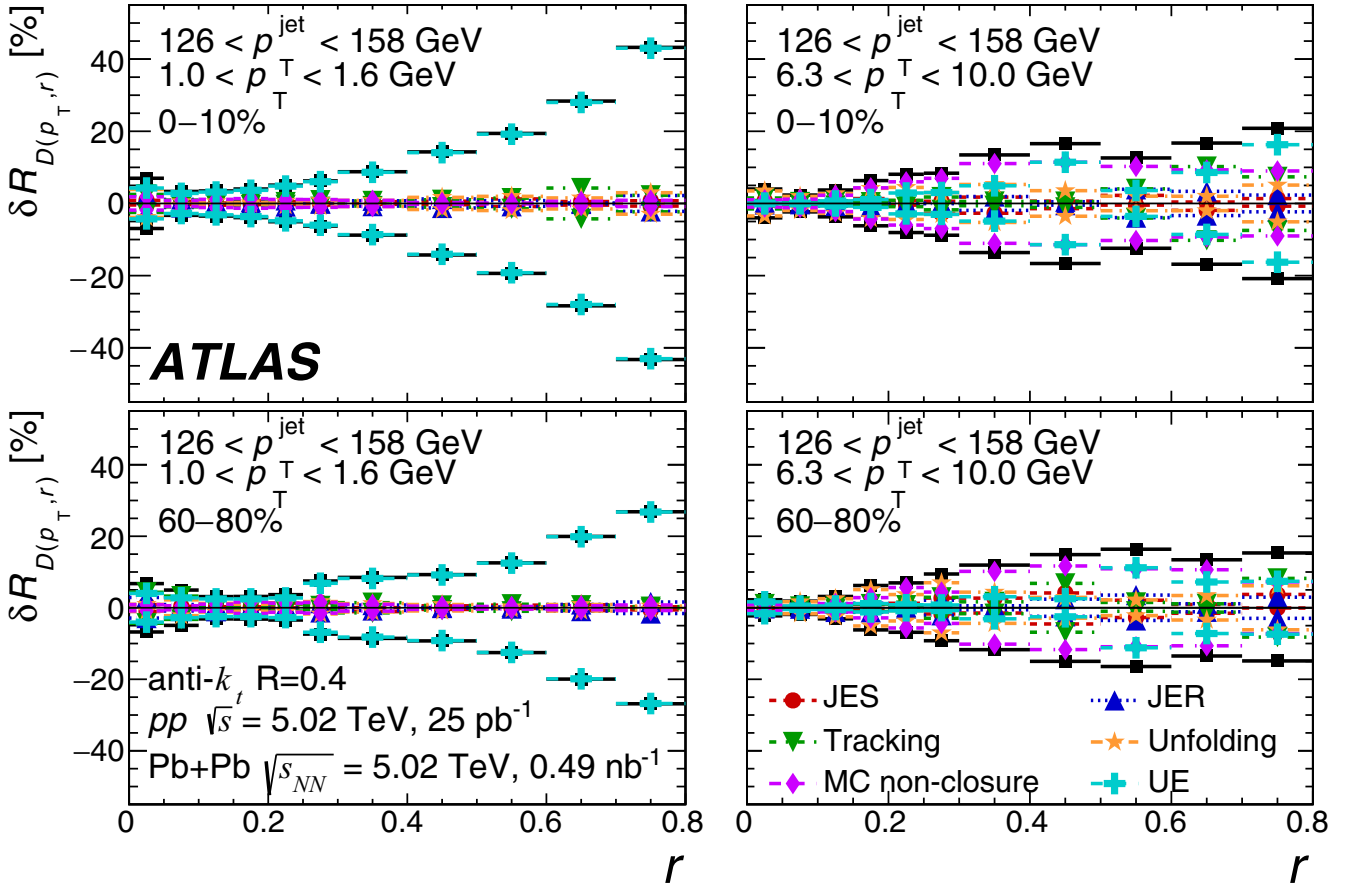 δR_{D(p_T, r)} [%]
40
20
0
−20
−40
126 < p_T^{jet} < 158 GeV
1.0 < p_T < 1.6 GeV
0−10%
ATLAS
126 < p_T^{jet} < 158 GeV
6.3 < p_T < 10.0 GeV
0−10%
δR_{D(p_T, r)} [%]
40
20
0
−20
−40
126 < p_T^{jet} < 158 GeV
1.0 < p_T < 1.6 GeV
60−80%
anti-k_t R=0.4
pp √s = 5.02 TeV, 25 pb^{-1}
Pb+Pb √s_{NN} = 5.02 TeV, 0.49 nb^{-1}
126 < p_T^{jet} < 158 GeV
6.3 < p_T < 10.0 GeV
60−80%
JES
JER
Tracking
Unfolding
MC non-closure
UE
0 0.2 0.4 0.6 0.8
r
0 0.2 0.4 0.6 0.8
r